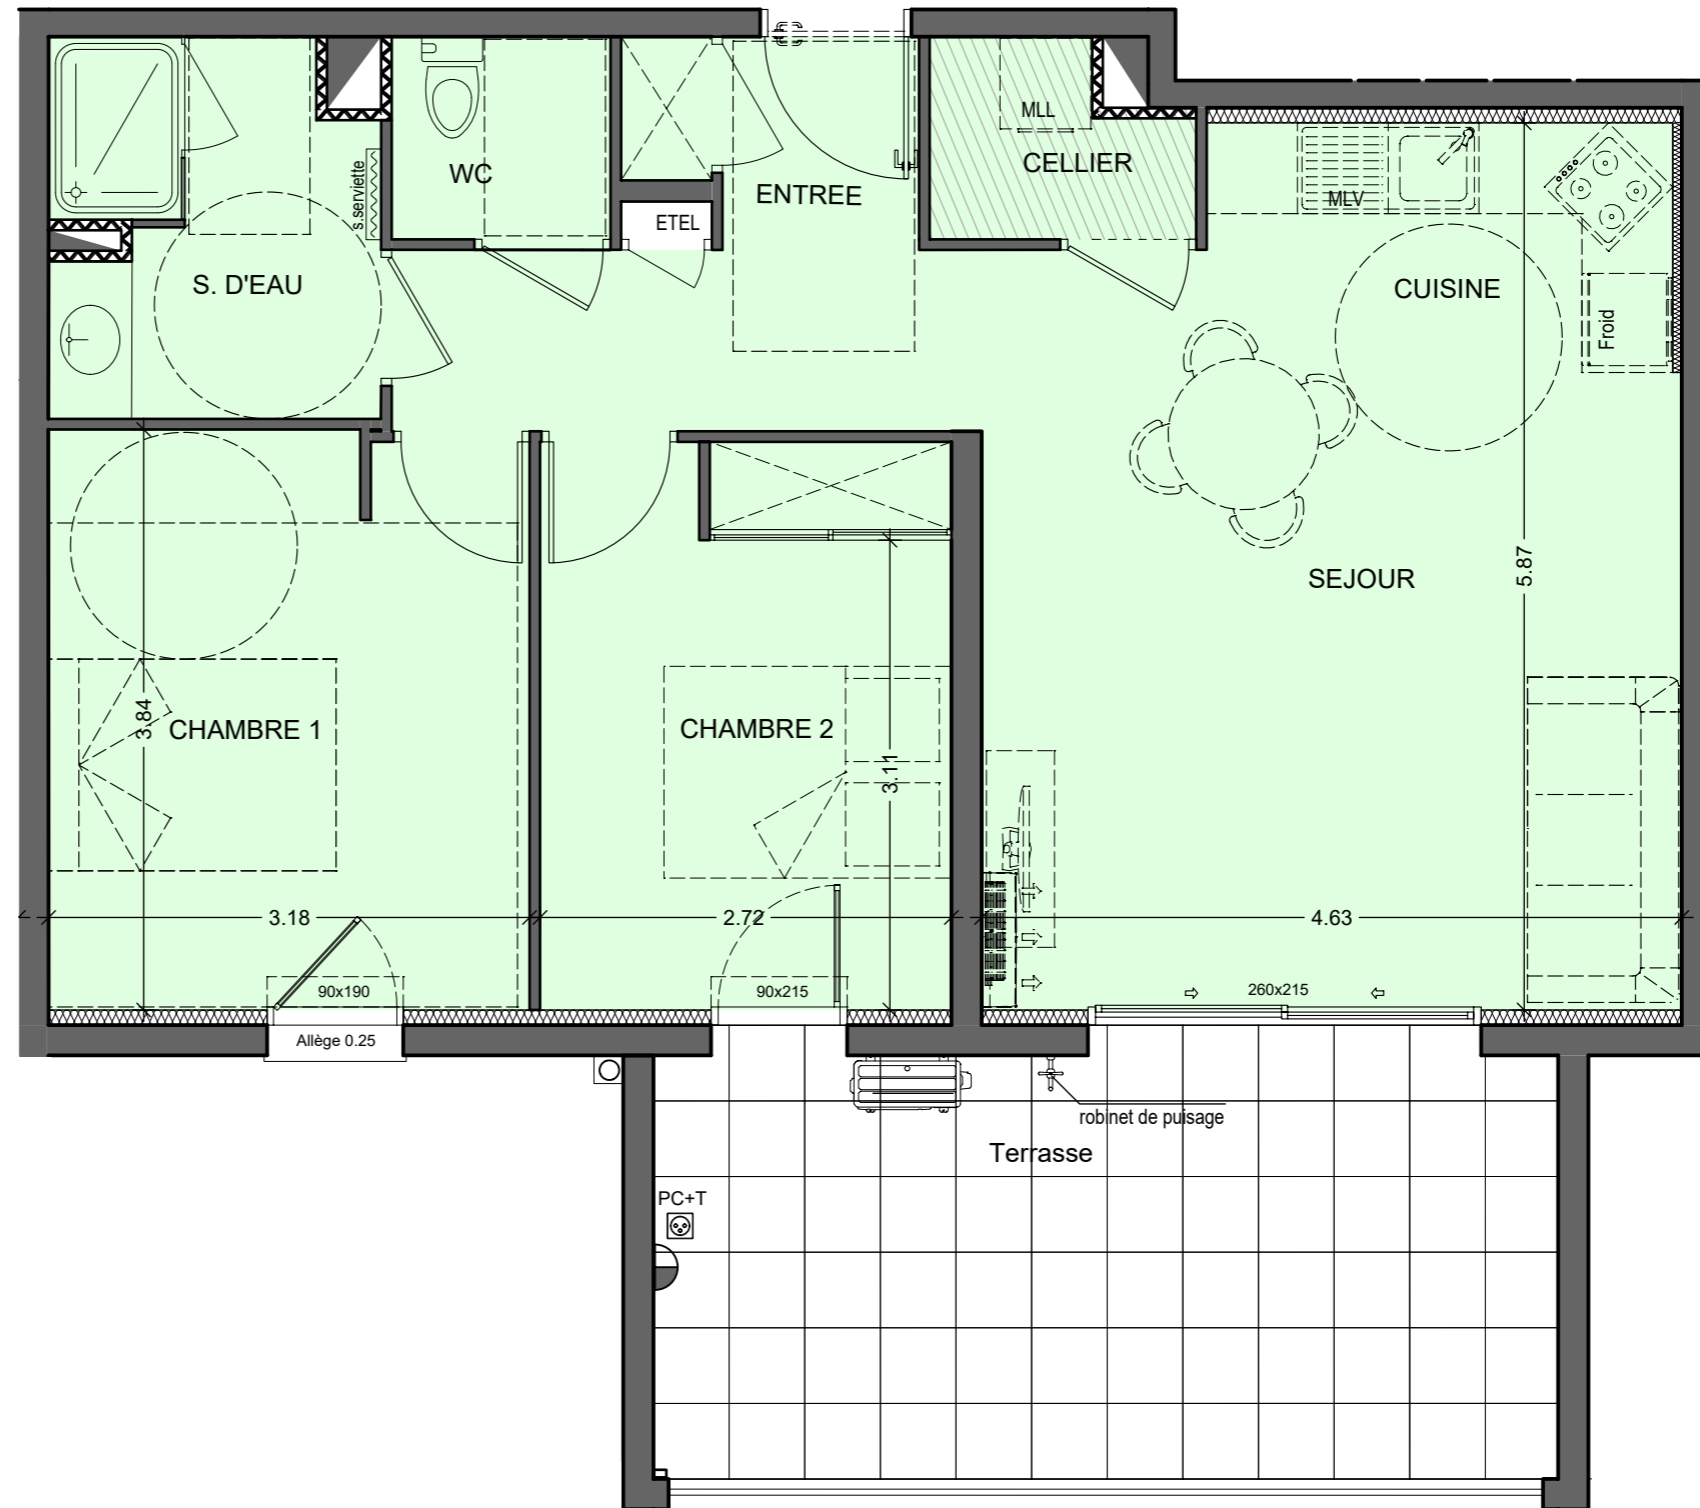 MLL
CELLIER
s.serviette
WC
ENTREE
MLV
ETEL
S. D'EAU
CUISINE
Froid
5.87
SEJOUR
3.84
CHAMBRE 1
CHAMBRE 2
3.11
3.18
2.72
4.63
90x190
90x215
260x215
Allège 0.25
robinet de puisage
Terrasse
PC+T